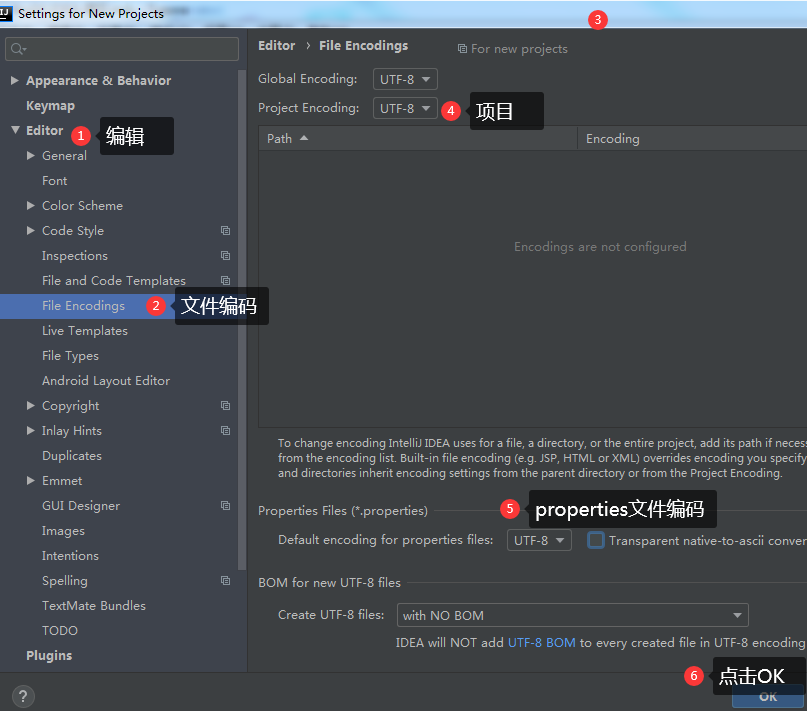 IJ Settings for New Projects
3
Appearance & Behavior
Keymap
Editor
1 编辑
General
Font
Color Scheme
Code Style
Inspections
File and Code Templates
File Encodings
2 文件编码
Live Templates
File Types
Android Layout Editor
Copyright
Inlay Hints
Duplicates
Emmet
GUI Designer
Images
Intentions
Spelling
TextMate Bundles
TODO
Plugins
?
Editor › File Encodings For new projects
Global Encoding: UTF-8
Project Encoding: UTF-8
4 项目
Path Encoding
Encodings are not configured
To change encoding IntelliJ IDEA uses for a file, a directory, or the entire project, add its path if neces
from the encoding list. Built-in file encoding (e.g. JSP, HTML or XML) overrides encoding you specify
and directories inherit encoding settings from the parent directory or from the Project Encoding.
Properties Files (*.properties)
5 properties文件编码
Default encoding for properties files: UTF-8 Transparent native-to-ascii conver
BOM for new UTF-8 files
Create UTF-8 files: with NO BOM
IDEA will NOT add UTF-8 BOM to every created file in UTF-8 encoding
6 点击OK
OK